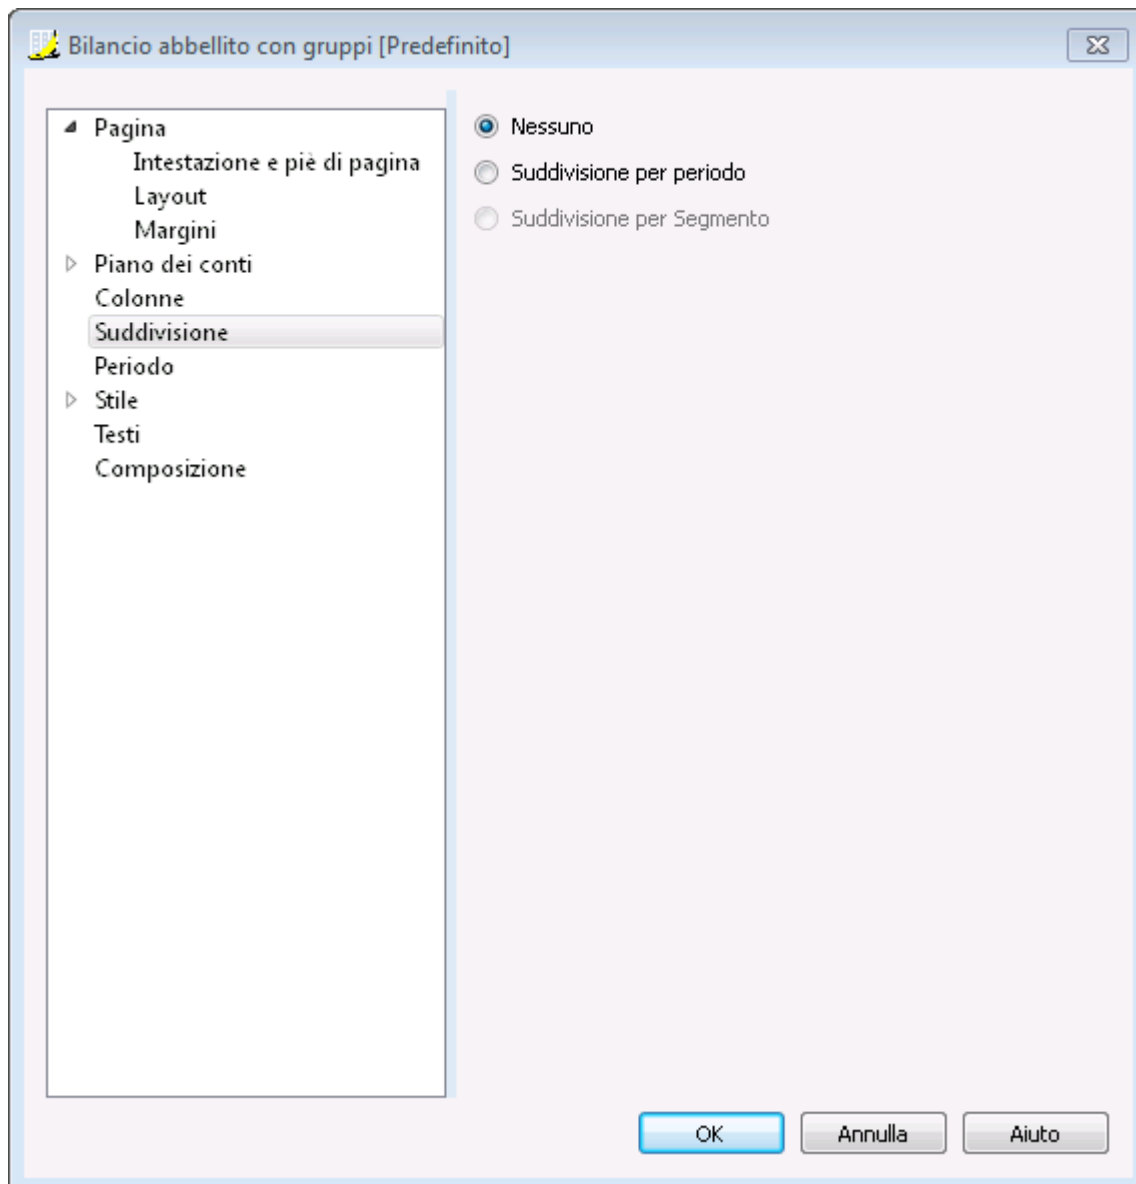 Bilancio abbellito con gruppi [Predefinito]
Pagina
Intestazione e piè di pagina
Layout
Margini
Piano dei conti
Colonne
Suddivisione
Periodo
Stile
Testi
Composizione
Nessuno
Suddivisione per periodo
Suddivisione per Segmento
OK
Annulla
Aiuto